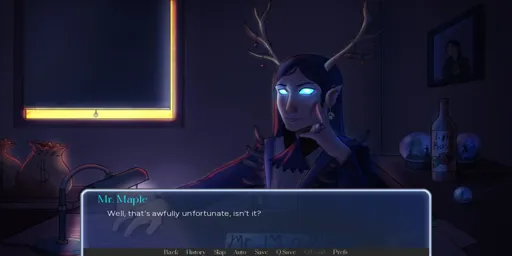 Mr. Maple
Well, that's awfully unfortunate, isn't it?
Back History Skip Auto Save Q.Save Q.Load Prefs